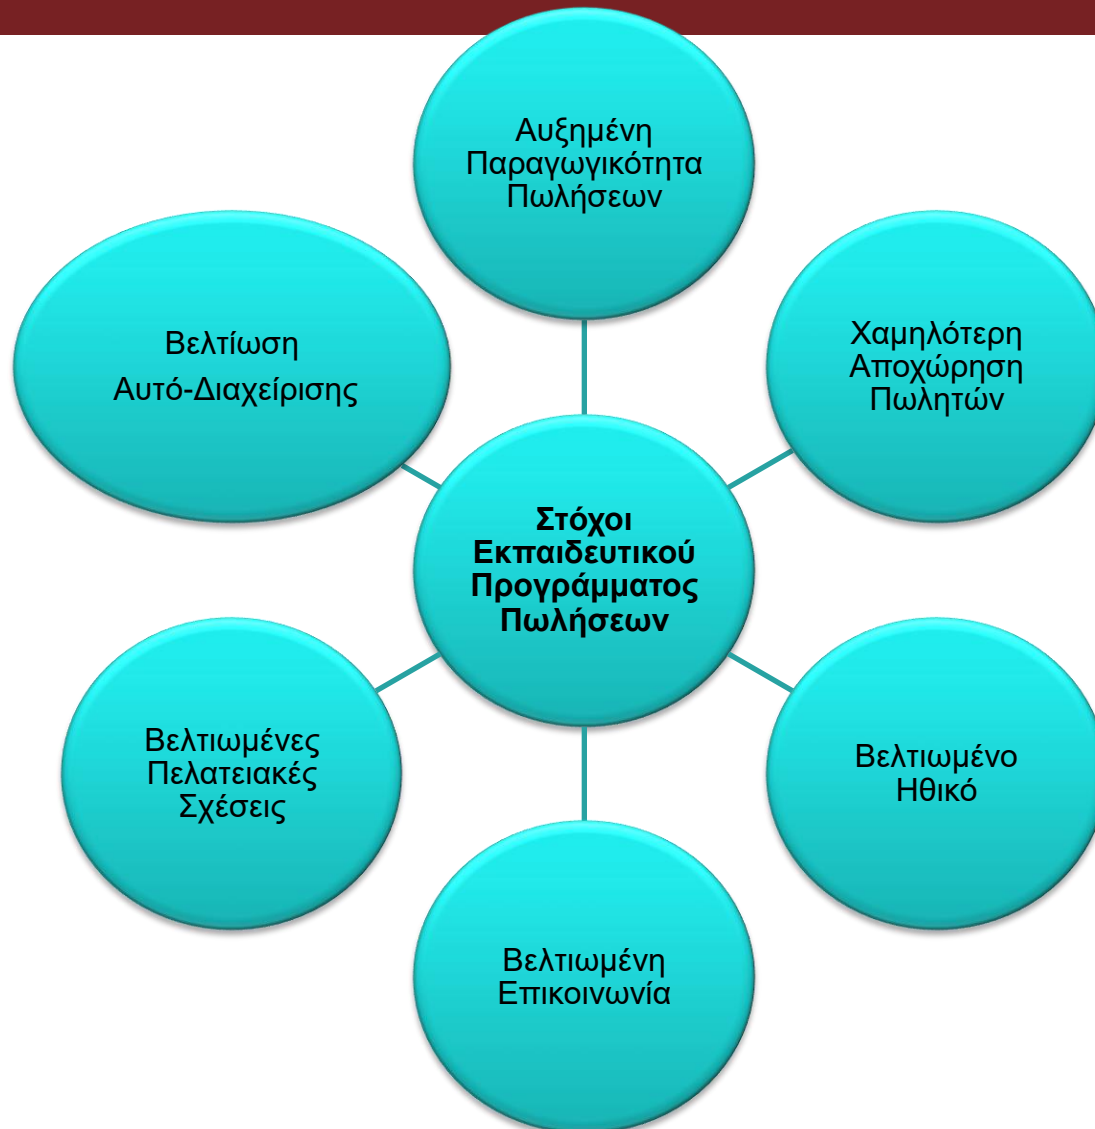 Αυξημένη
Παραγωγικότητα
Πωλήσεων
Χαμηλότερη
Αποχώρηση
Πωλητών
Βελτίωση
Αυτό-Διαχείρισης
Στόχοι
Εκπαιδευτικού
Προγράμματος
Πωλήσεων
Βελτιωμένες
Πελατειακές
Σχέσεις
Βελτιωμένο
Ηθικό
Βελτιωμένη
Επικοινωνία